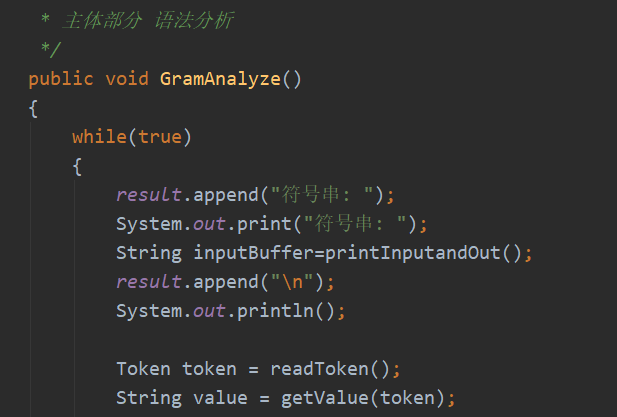 * 主体部分 语法分析
*/
public void GramAnalyze()
{
while(true)
{
result.append("符号串: ");
System.out.print("符号串: ");
String inputBuffer=printInputandOut();
result.append("\n");
System.out.println();
Token token = readToken();
String value = getValue(token);